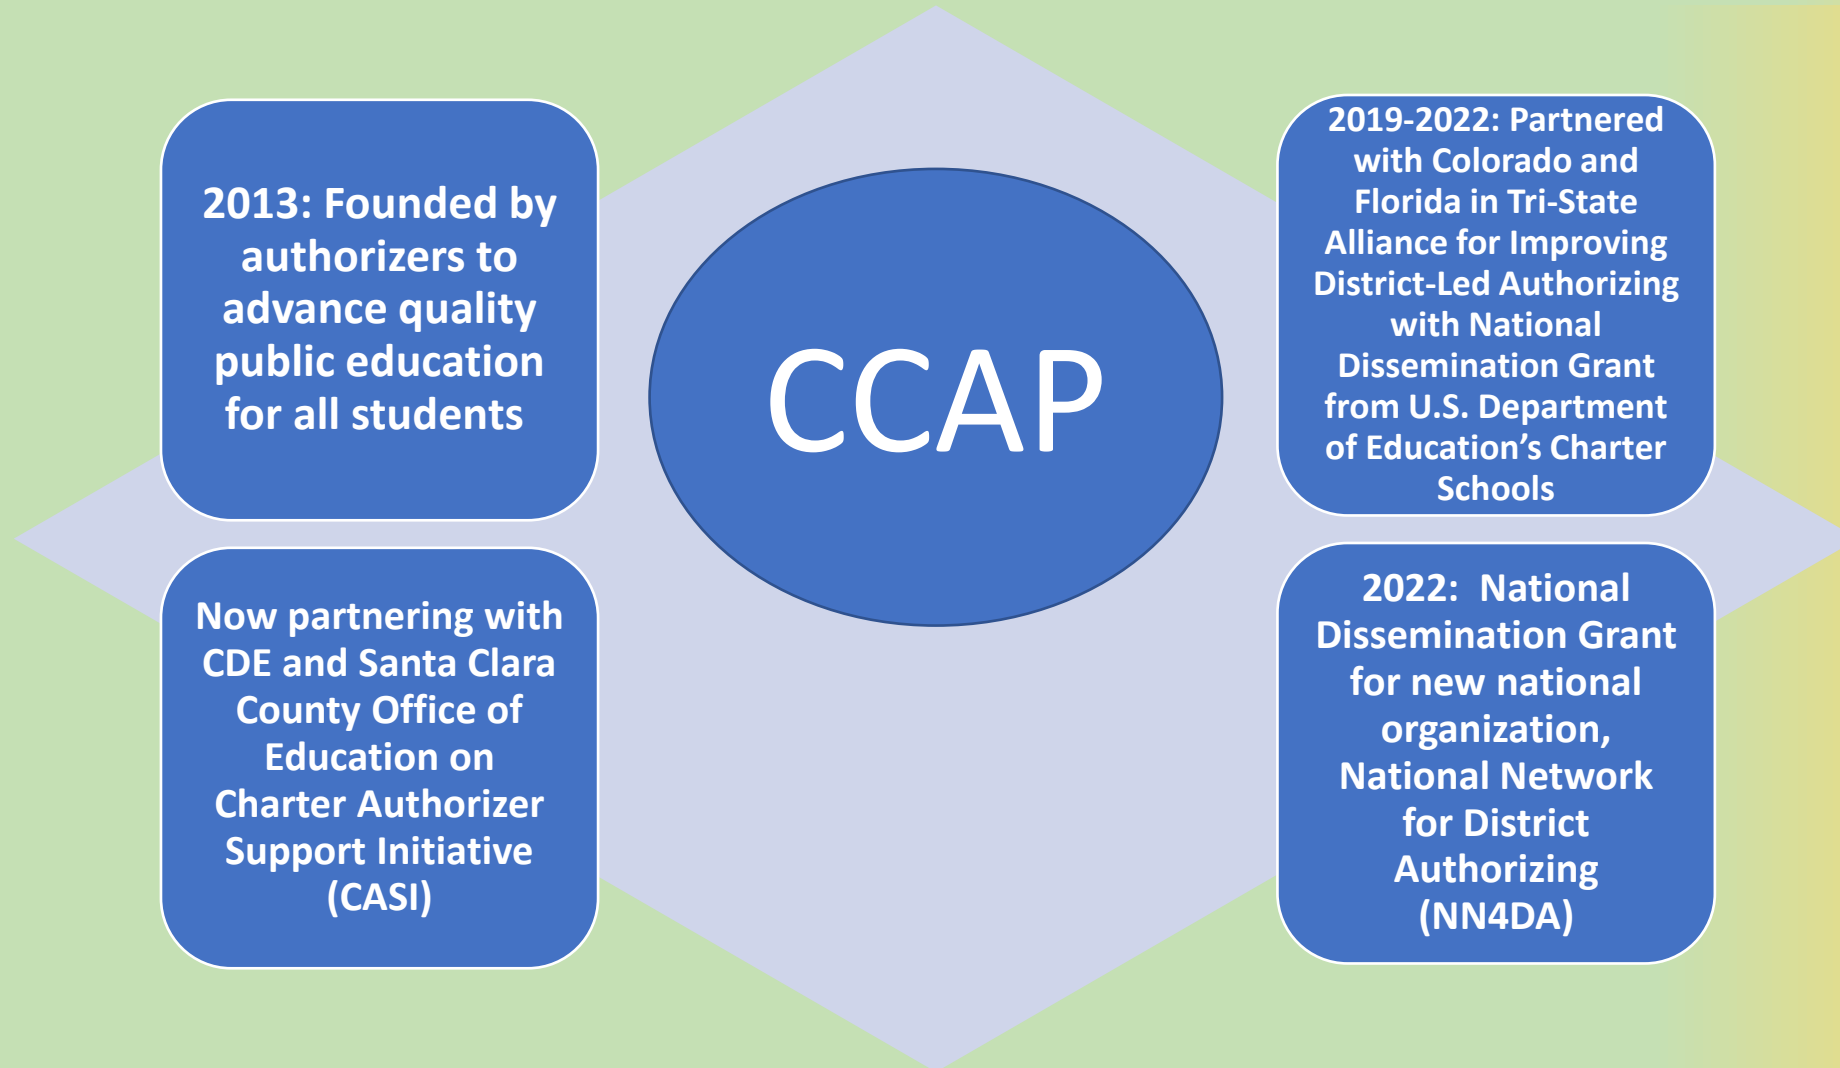 2013: Founded by
authorizers to
advance quality
public education
for all students
CCAP
2019-2022: Partnered
with Colorado and
Florida in Tri-State
Alliance for Improving
District-Led Authorizing
with National
Dissemination Grant
from U.S. Department
of Education’s Charter
Schools
Now partnering with
CDE and Santa Clara
County Office of
Education on
Charter Authorizer
Support Initiative
(CASI)
2022:  National
Dissemination Grant
for new national
organization,
National Network
for District
Authorizing
(NN4DA)